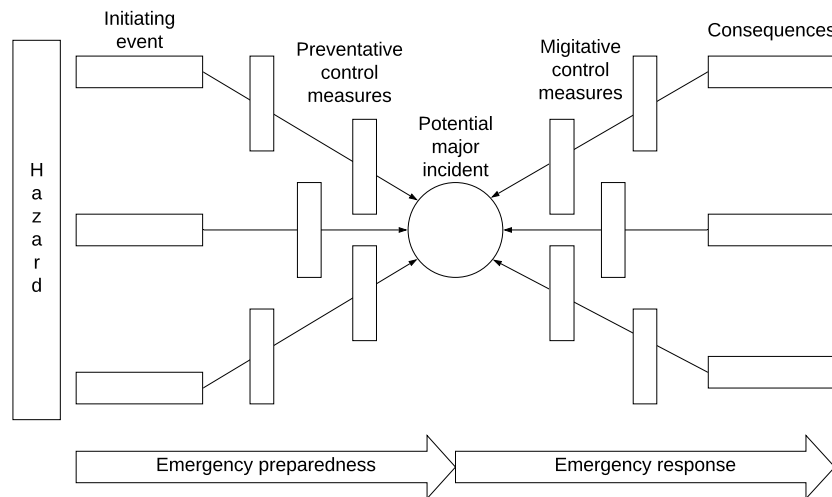 Initiating
event
Preventative
control
measures
Migitative
control
measures
Consequences
Potential
major
incident
H
a
z
a
r
d
Emergency preparedness
Emergency response